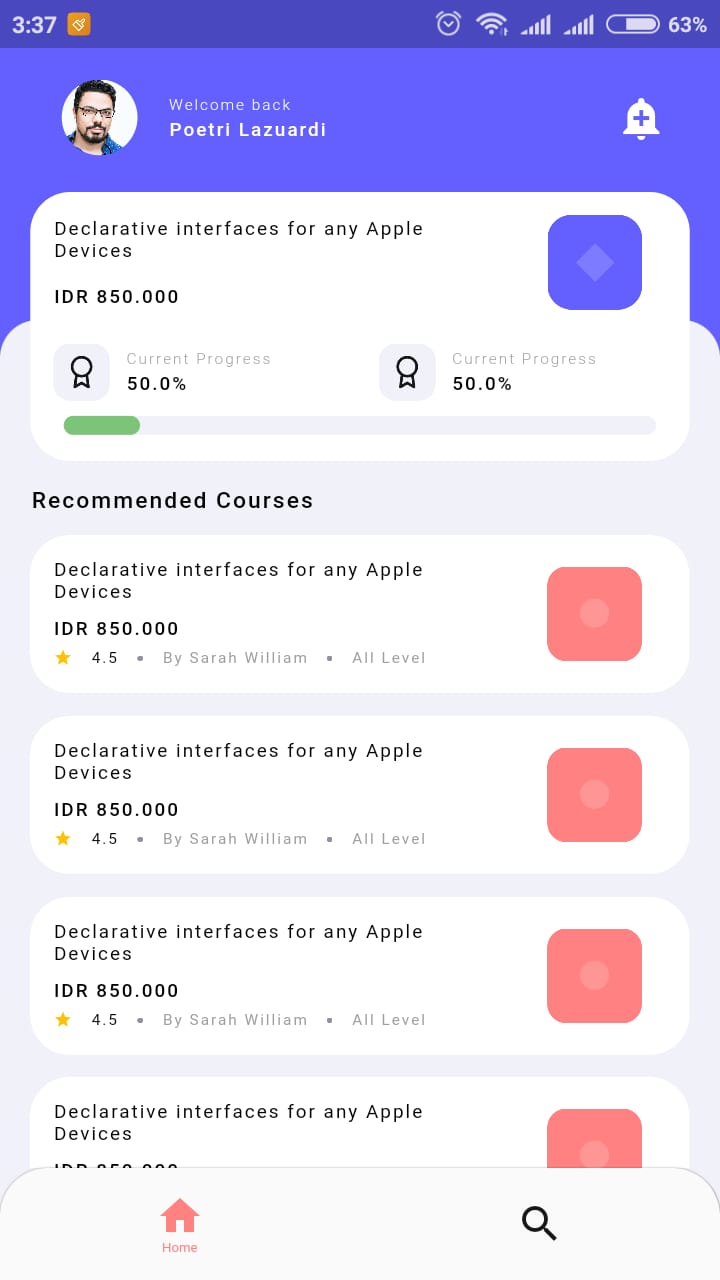 3:37
63%
Welcome back
Poetri Lazuardi
Declarative interfaces for any Apple
Devices
IDR 850.000
Current Progress
50.0%
Current Progress
50.0%
Recommended Courses
Declarative interfaces for any Apple
Devices
IDR 850.000
4.5 • By Sarah William • All Level
Declarative interfaces for any Apple
Devices
IDR 850.000
4.5 • By Sarah William • All Level
Declarative interfaces for any Apple
Devices
IDR 850.000
4.5 • By Sarah William • All Level
Declarative interfaces for any Apple
Devices
Home